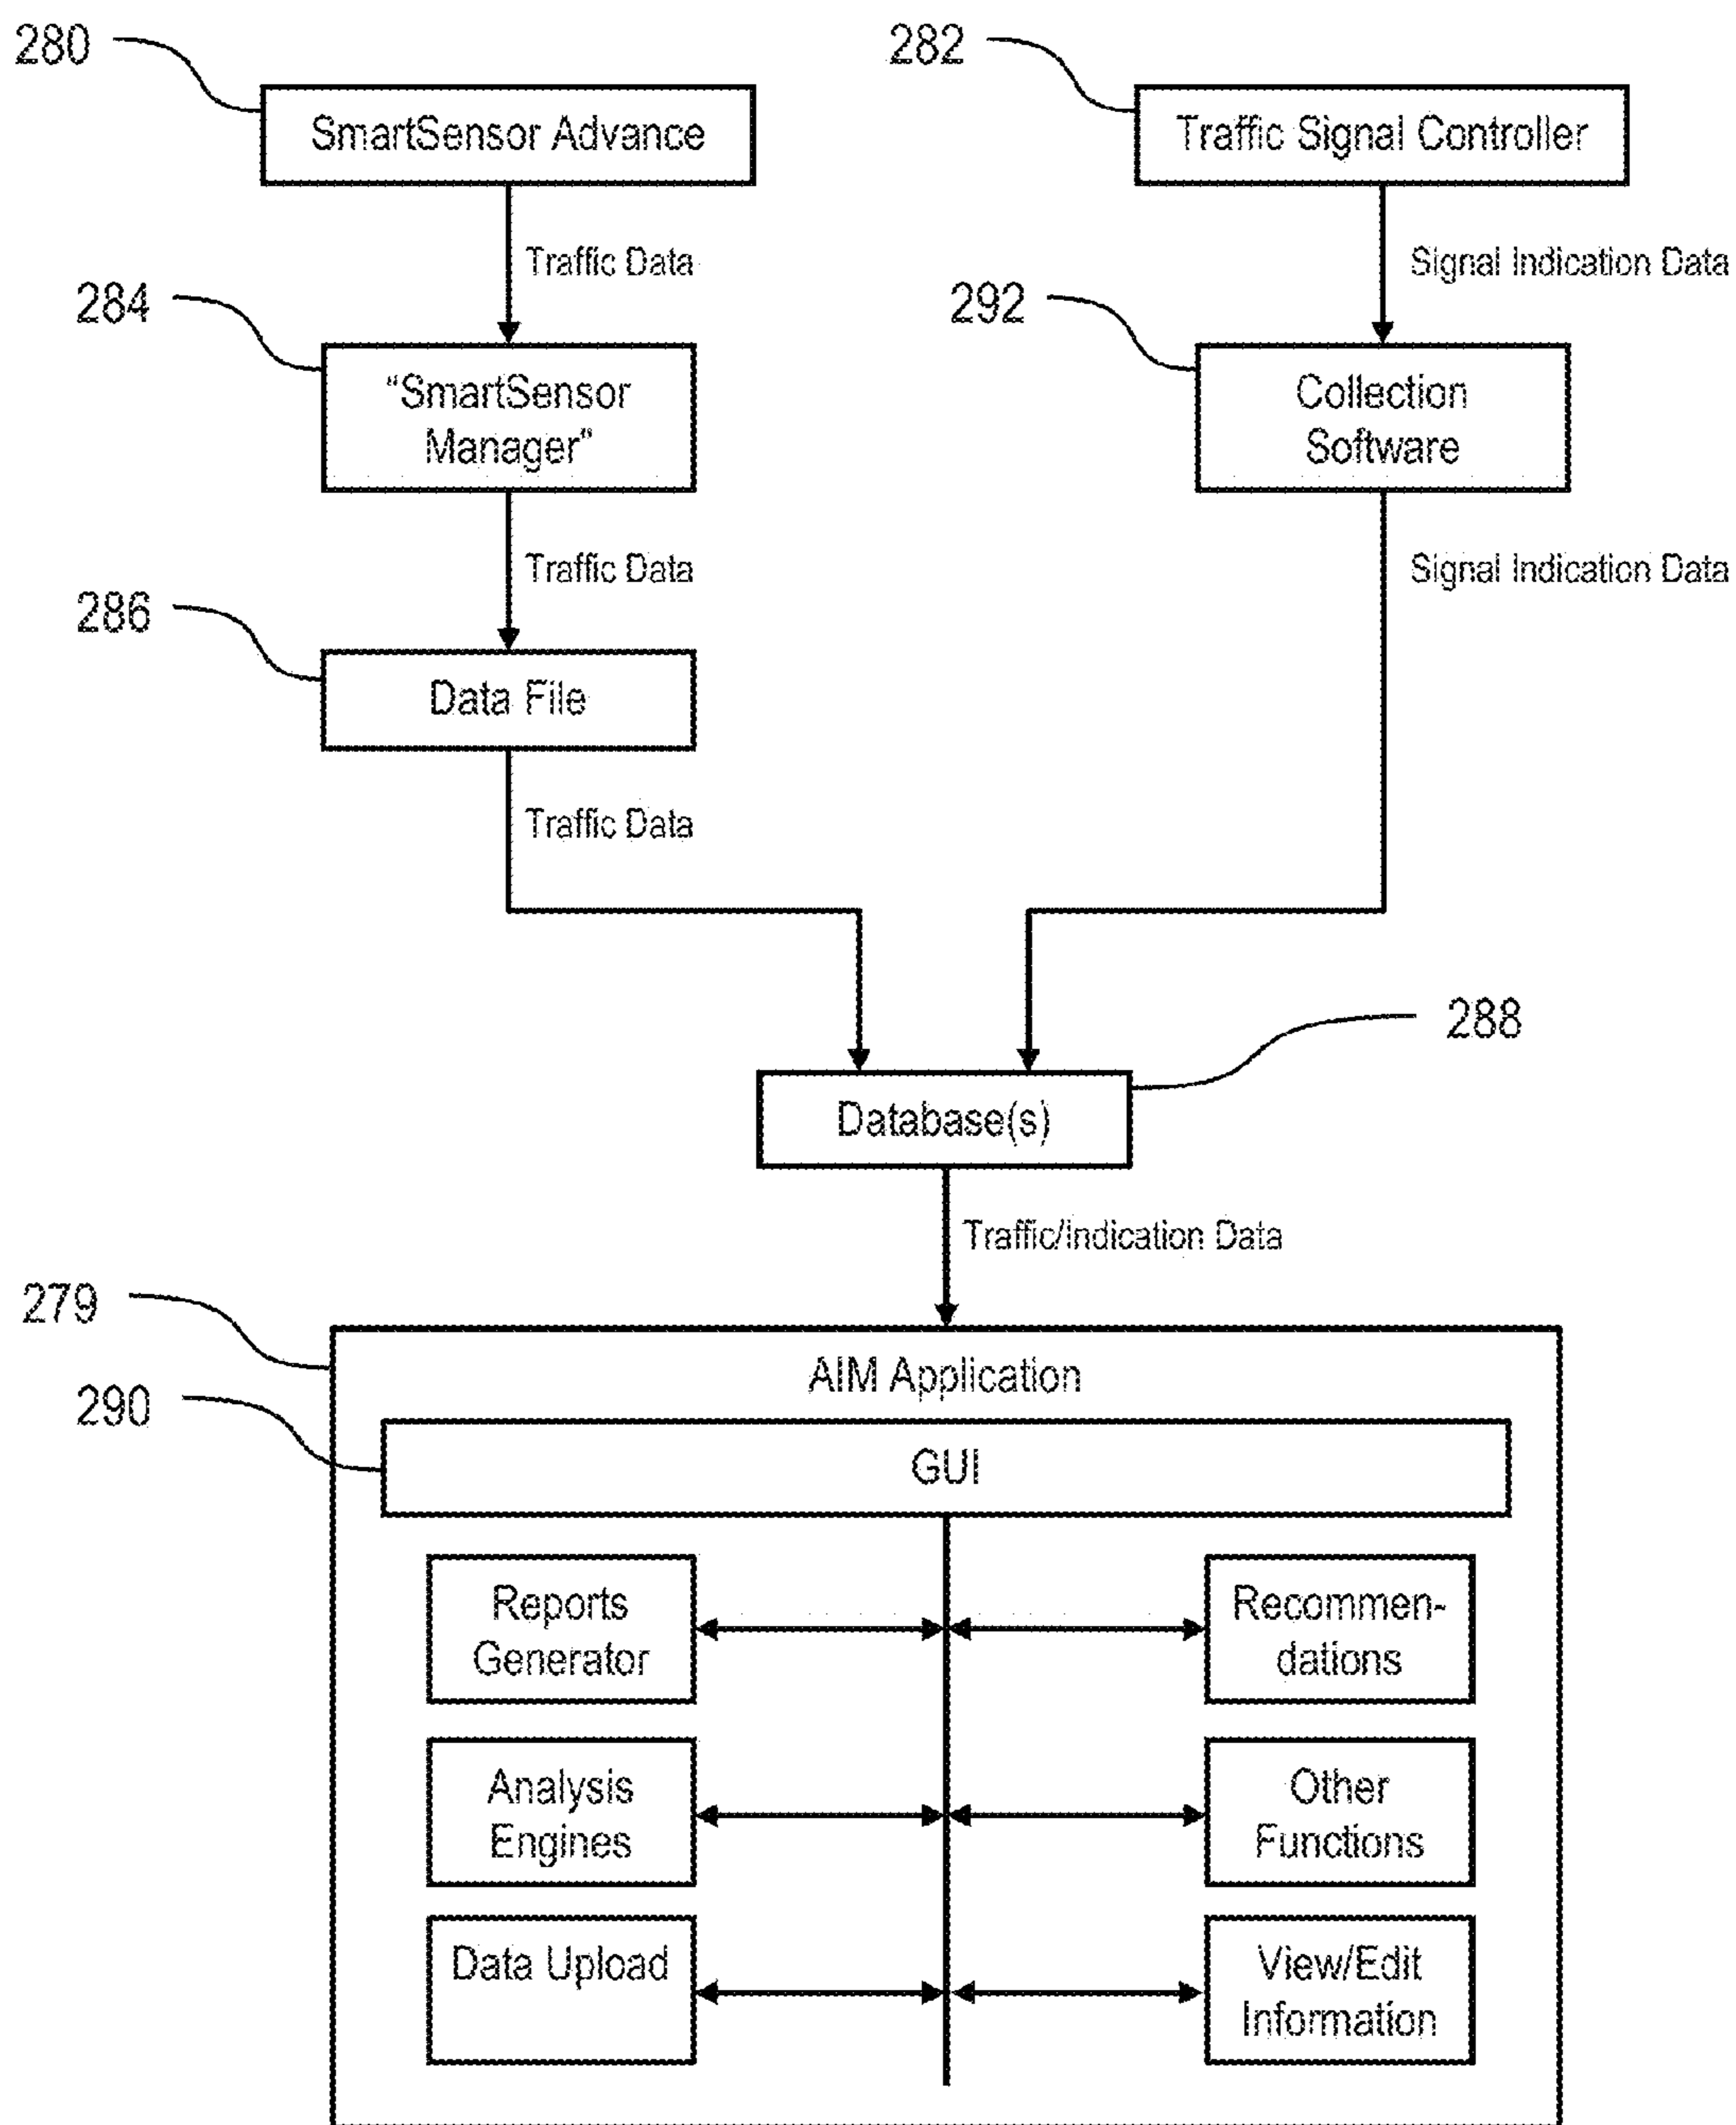 280
282
SmartSensor Advance
Traffic Signal Controller
Traffic Data
Signal Indication Data
284
292
"SmartSensor
Manager"
Collection
Software
Traffic Data
Signal Indication Data
286
Data File
Traffic Data
288
Database(s)
Traffic/Indication Data
279
AIM Application
290
GUI
Reports
Generator
Recommen-
dations
Analysis
Engines
Other
Functions
Data Upload
View/Edit
Information